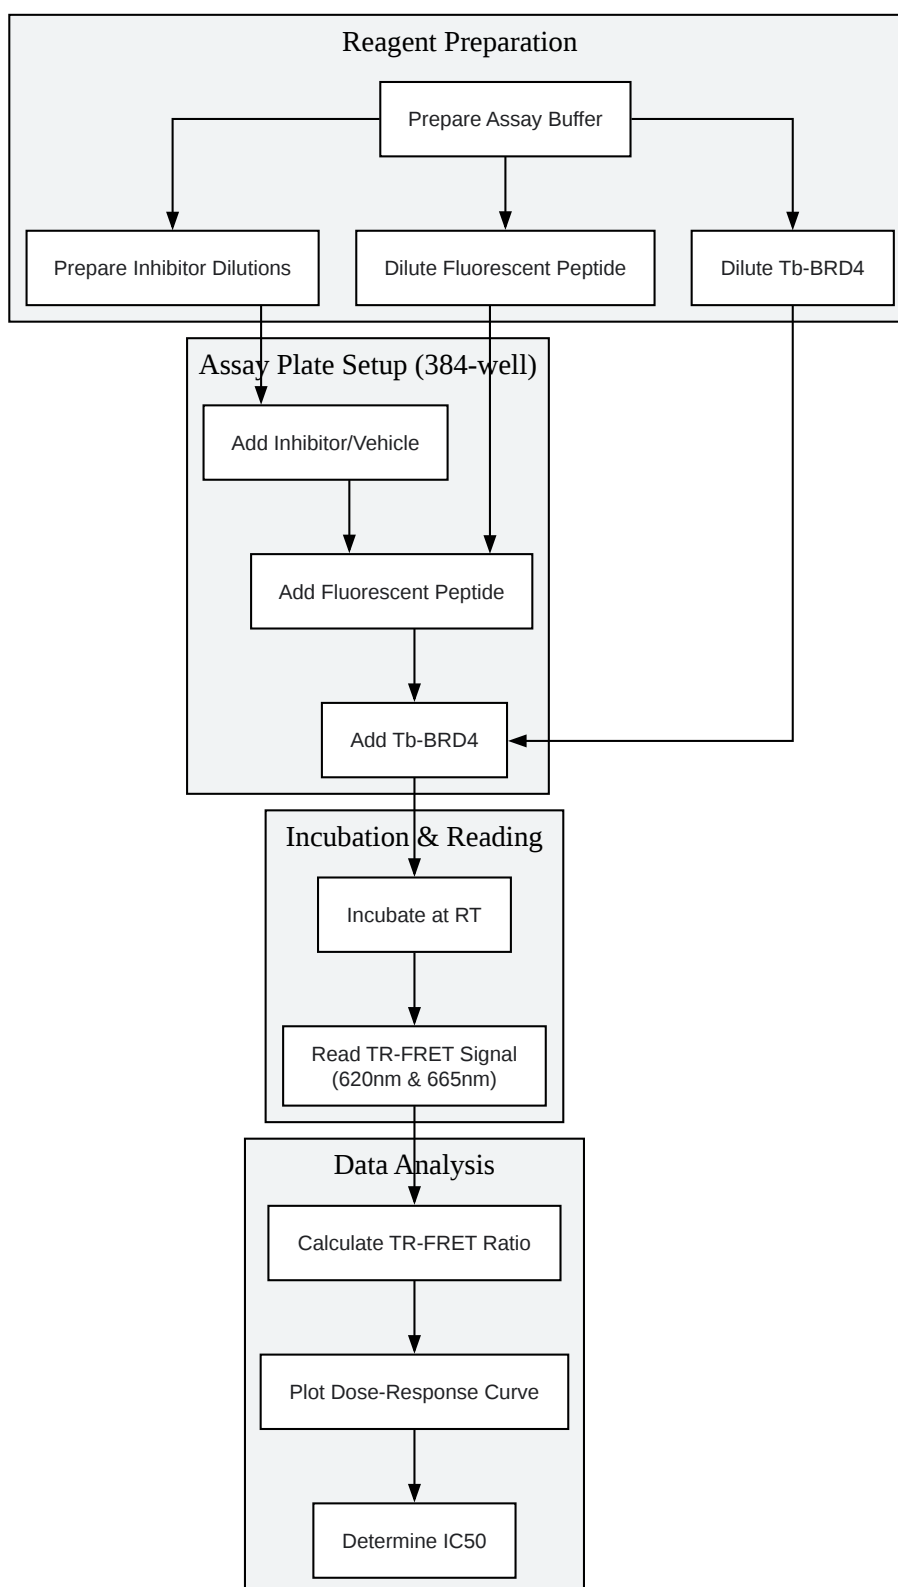 Reagent Preparation
Prepare Assay Buffer
Prepare Inhibitor Dilutions
Dilute Fluorescent Peptide
Dilute Tb-BRD4
Assay Plate Setup (384-well)
Add Inhibitor/Vehicle
Add Fluorescent Peptide
Add Tb-BRD4
Incubation & Reading
Incubate at RT
Read TR-FRET Signal
(620nm & 665nm)
Data Analysis
Calculate TR-FRET Ratio
Plot Dose-Response Curve
Determine IC50